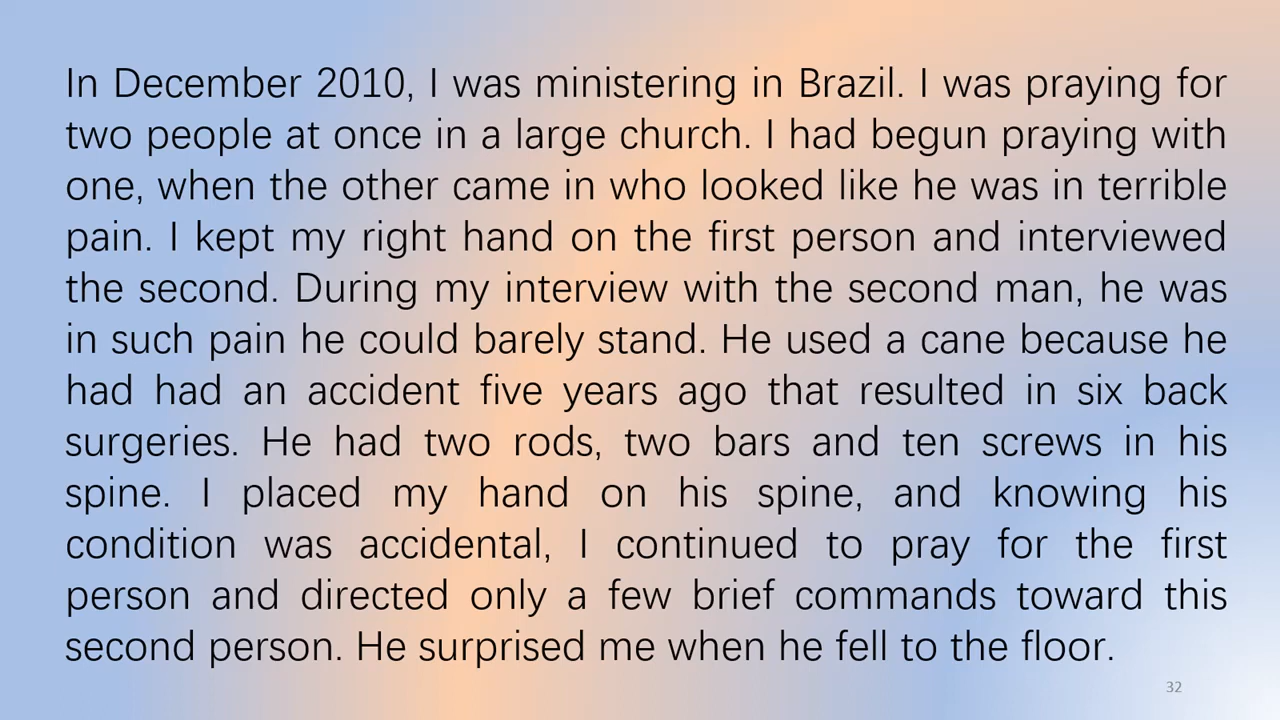 In December 2010, I was ministering in Brazil. I was praying for
two people at once in a large church. I had begun praying with
one, when the other came in who looked like he was in terrible
pain. I kept my right hand on the first person and interviewed
the second. During my interview with the second man, he was
in such pain he could barely stand. He used a cane because he
had had an accident five years ago that resulted in six back
surgeries. He had two rods, two bars and ten screws in his
spine. I placed my hand on his spine, and knowing his
condition was accidental, I continued to pray for the first
person and directed only a few brief commands toward this
second person. He surprised me when he fell to the floor.
32